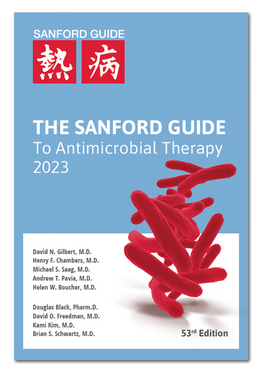 SANFORD GUIDE
熱病
THE SANFORD GUIDE
To Antimicrobial Therapy
2023
David N. Gilbert, M.D.
Henry F. Chambers, M.D.
Michael S. Saag, M.D.
Andrew T. Pavia, M.D.
Helen W. Boucher, M.D.
Douglas Black, Pharm.D.
David O. Freedman, M.D.
Kami Kim, M.D.
Brian S. Schwartz, M.D.
53rd Edition